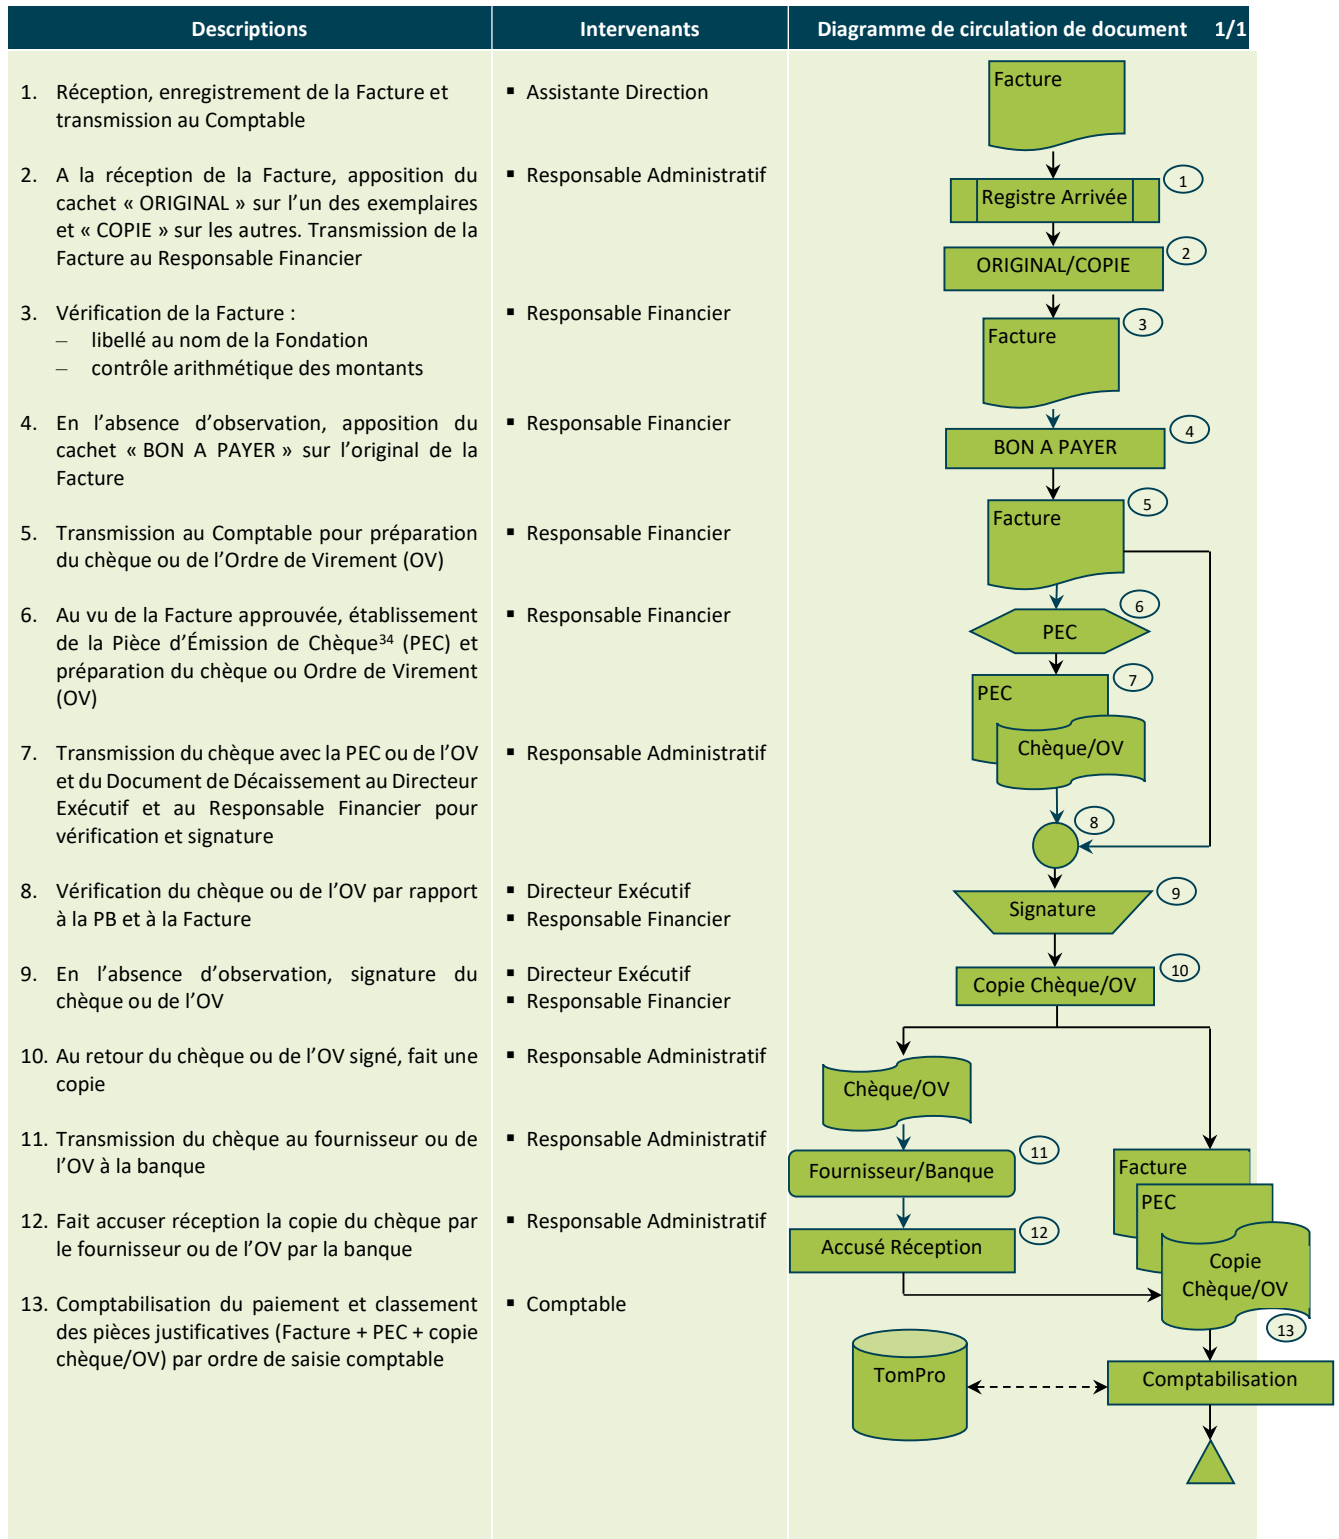 Descriptions
Intervenants
Diagramme de circulation de document 1/1
1. Réception, enregistrement de la Facture et
transmission au Comptable
▪ Assistante Direction
2. A la réception de la Facture, apposition du
cachet « ORIGINAL » sur l’un des exemplaires
et « COPIE » sur les autres. Transmission de la
Facture au Responsable Financier
▪ Responsable Administratif
3. Vérification de la Facture :
– libellé au nom de la Fondation
– contrôle arithmétique des montants
▪ Responsable Financier
4. En l’absence d’observation, apposition du
cachet « BON A PAYER » sur l’original de la
Facture
▪ Responsable Financier
5. Transmission au Comptable pour préparation
du chèque ou de l’Ordre de Virement (OV)
▪ Responsable Financier
6. Au vu de la Facture approuvée, établissement
de la Pièce d’Émission de Chèque34 (PEC) et
préparation du chèque ou Ordre de Virement
(OV)
▪ Responsable Financier
7. Transmission du chèque avec la PEC ou de l’OV
et du Document de Décaissement au Directeur
Exécutif et au Responsable Financier pour
vérification et signature
▪ Responsable Administratif
8. Vérification du chèque ou de l’OV par rapport
à la PB et à la Facture
▪ Directeur Exécutif
▪ Responsable Financier
9. En l’absence d’observation, signature du
chèque ou de l’OV
▪ Directeur Exécutif
▪ Responsable Financier
10. Au retour du chèque ou de l’OV signé, fait une
copie
▪ Responsable Administratif
11. Transmission du chèque au fournisseur ou de
l’OV à la banque
▪ Responsable Administratif
12. Fait accuser réception la copie du chèque par
le fournisseur ou de l’OV par la banque
▪ Responsable Administratif
13. Comptabilisation du paiement et classement
des pièces justificatives (Facture + PEC + copie
chèque/OV) par ordre de saisie comptable
▪ Comptable
Facture
1
Registre Arrivée
2
ORIGINAL/COPIE
3
Facture
4
BON A PAYER
5
Facture
6
PEC
7
PEC
Chèque/OV
8
9
Signature
10
Copie Chèque/OV
Chèque/OV
11
Fournisseur/Banque
12
Accusé Réception
Facture
PEC
Copie
Chèque/OV
13
TomPro
Comptabilisation